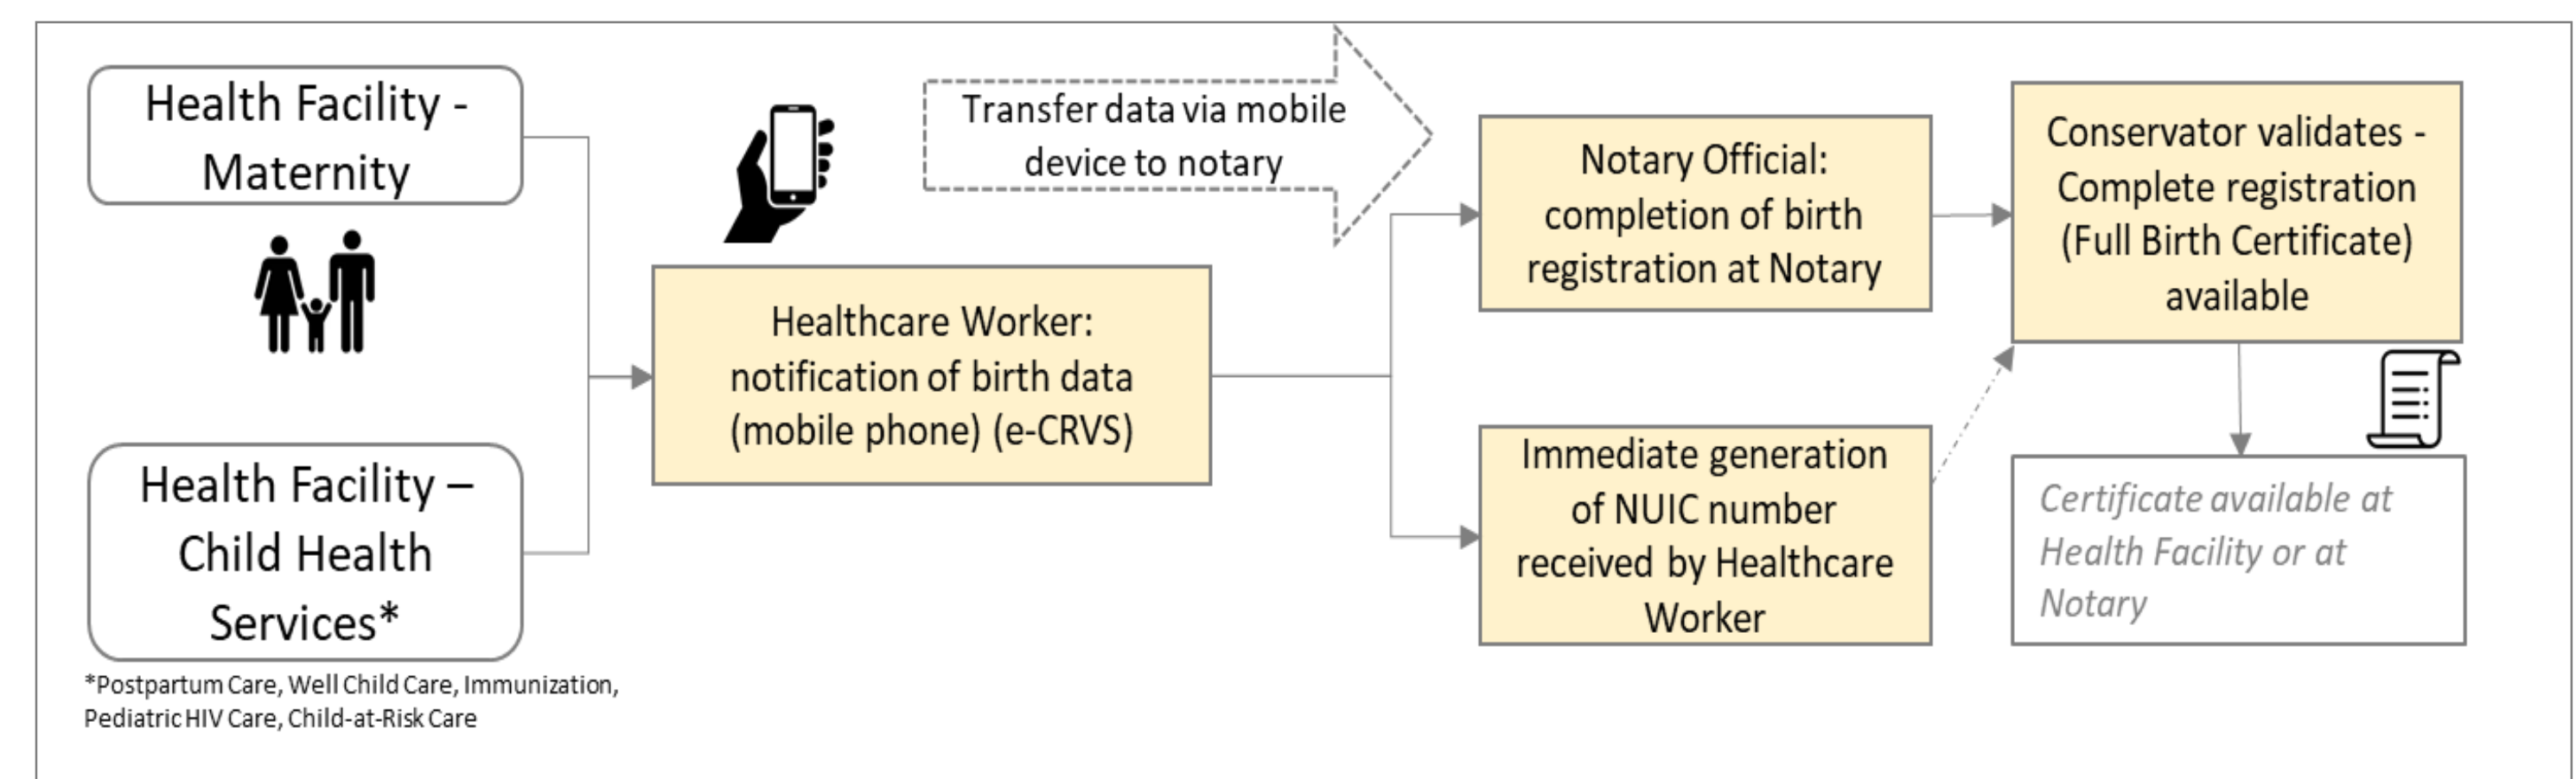 Health Facility -
Maternity
Health Facility –
Child Health
Services*
*Postpartum Care, Well Child Care, Immunization,
Pediatric HIV Care, Child-at-Risk Care
Healthcare Worker:
notification of birth data
(mobile phone) (e-CRVS)
Transfer data via mobile
device to notary
Notary Official:
completion of birth
registration at Notary
Immediate generation
of NUIC number
received by Healthcare
Worker
Conservator validates -
Complete registration
(Full Birth Certificate)
available
Certificate available at
Health Facility or at
Notary